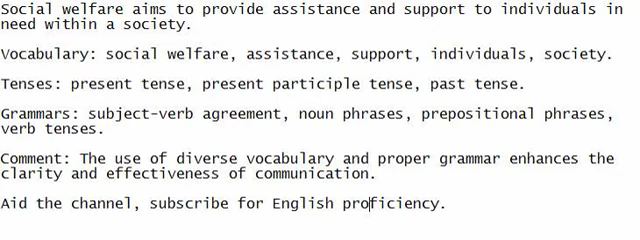 Social welfare aims to provide assistance and support to individuals in
need within a society.
Vocabulary: social welfare, assistance, support, individuals, society.
Tenses: present tense, present participle tense, past tense.
Grammars: subject-verb agreement, noun phrases, prepositional phrases,
verb tenses.
Comment: The use of diverse vocabulary and proper grammar enhances the
clarity and effectiveness of communication.
Aid the channel, subscribe for English proficiency.